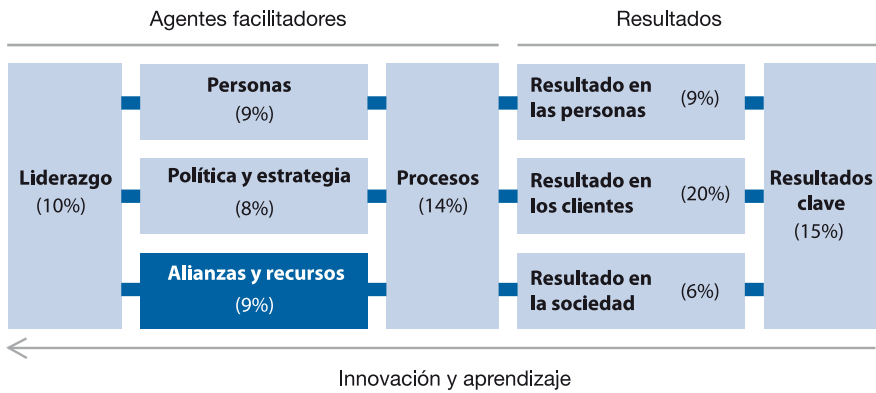 Agentes facilitadores
Resultados
Liderazgo
(10%)
Personas
(9%)
Política y estrategia
(8%)
Alianzas y recursos
(9%)
Procesos
(14%)
Resultado en
las personas
(9%)
Resultado en
los clientes
(20%)
Resultado en
la sociedad
(6%)
Resultados
clave
(15%)
Innovación y aprendizaje